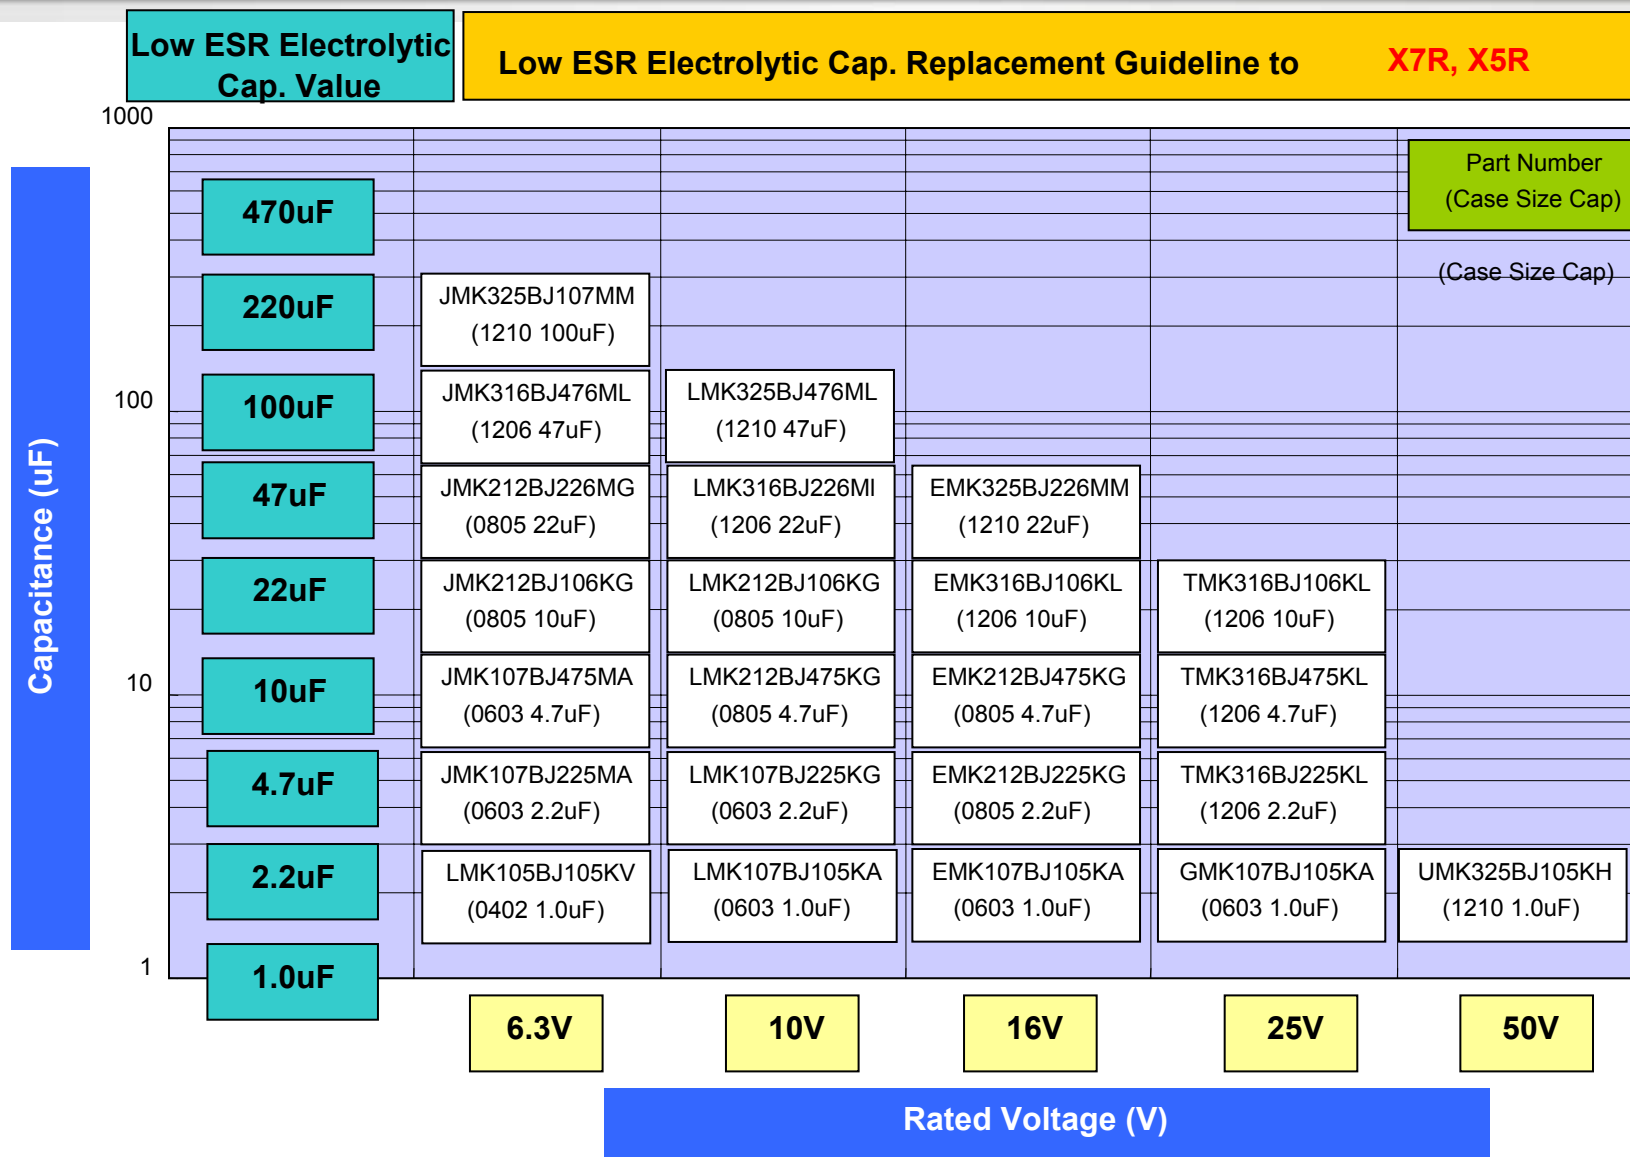 Low ESR Electrolytic
Cap. Value
Low ESR Electrolytic Cap. Replacement Guideline to X7R, X5R
1000
Part Number
(Case Size Cap)
470uF
(Case Size Cap)
220uF
JMK325BJ107MM
(1210 100uF)
100
100uF
JMK316BJ476ML
(1206 47uF)
LMK325BJ476ML
(1210 47uF)
47uF
JMK212BJ226MG
(0805 22uF)
LMK316BJ226MI
(1206 22uF)
EMK325BJ226MM
(1210 22uF)
22uF
JMK212BJ106KG
(0805 10uF)
LMK212BJ106KG
(0805 10uF)
EMK316BJ106KL
(1206 10uF)
TMK316BJ106KL
(1206 10uF)
10
10uF
JMK107BJ475MA
(0603 4.7uF)
LMK212BJ475KG
(0805 4.7uF)
EMK212BJ475KG
(0805 4.7uF)
TMK316BJ475KL
(1206 4.7uF)
4.7uF
JMK107BJ225MA
(0603 2.2uF)
LMK107BJ225KG
(0603 2.2uF)
EMK212BJ225KG
(0805 2.2uF)
TMK316BJ225KL
(1206 2.2uF)
2.2uF
LMK105BJ105KV
(0402 1.0uF)
LMK107BJ105KA
(0603 1.0uF)
EMK107BJ105KA
(0603 1.0uF)
GMK107BJ105KA
(0603 1.0uF)
UMK325BJ105KH
(1210 1.0uF)
1
1.0uF
Capacitance (uF)
6.3V
10V
16V
25V
50V
Rated Voltage (V)